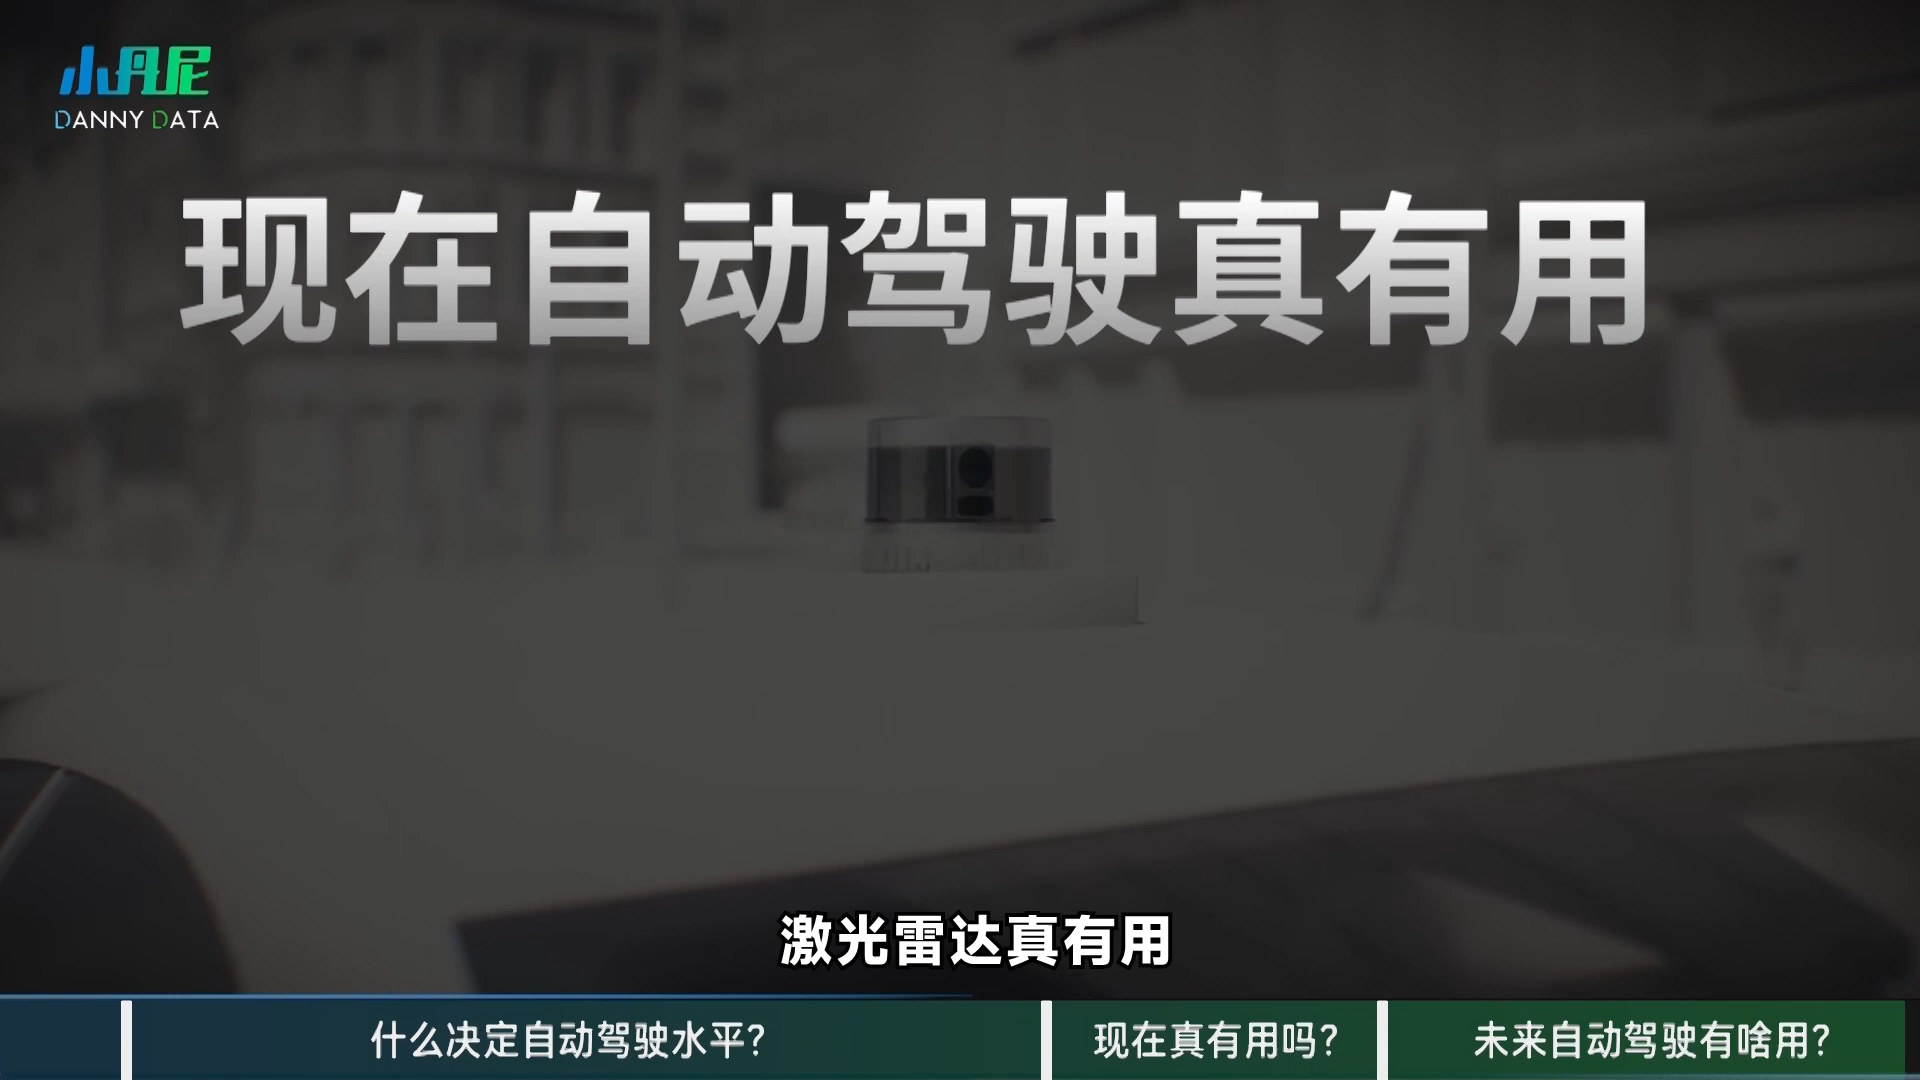 小丹尼
DANNY DATA
现在自动驾驶真有用
激光雷达真有用
什么决定自动驾驶水平?
现在真有用吗?
未来自动驾驶有啥用?